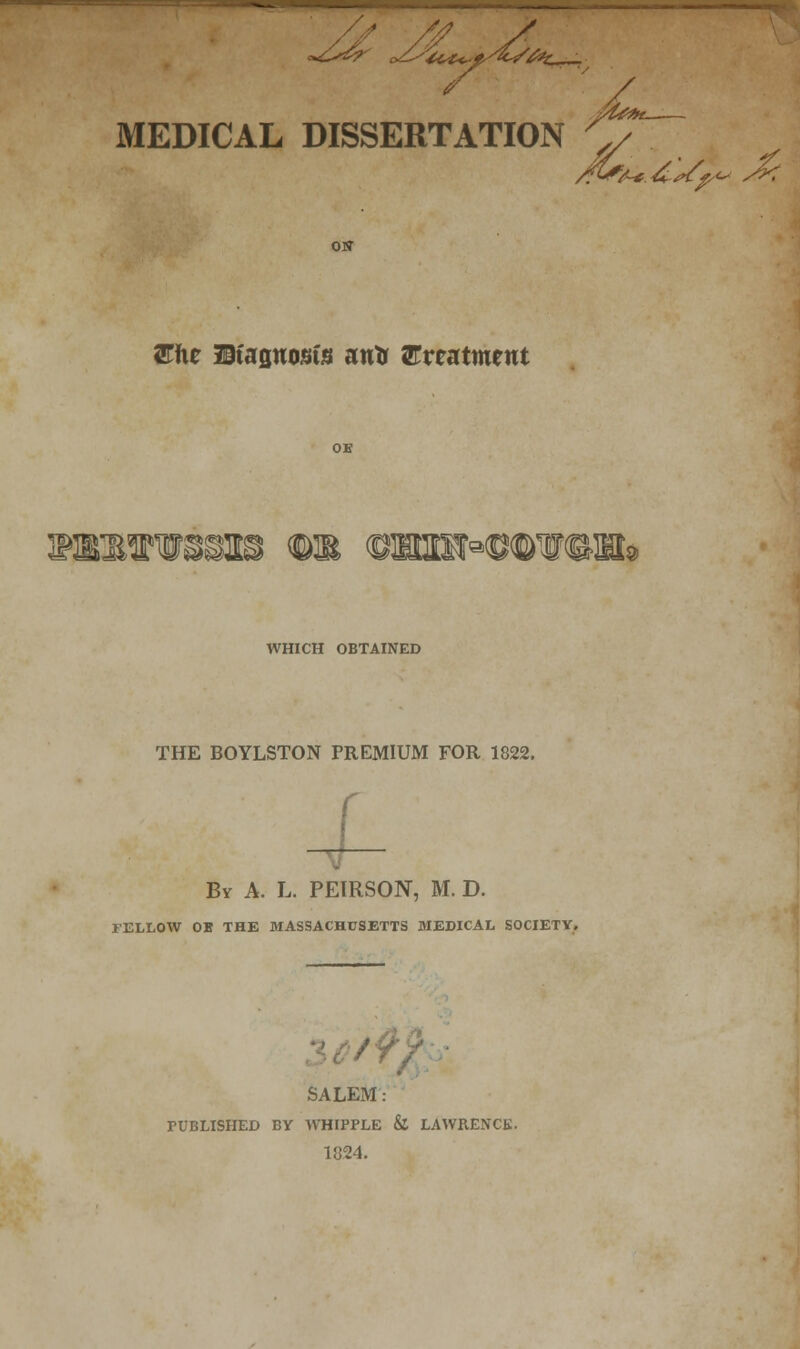 MEDICAL DISSERTATION
ON
The Diagnosis and Treatment
OF
PERTUSSIS OR CHIN-COUGH,
WHICH OBTAINED
THE BOYLSTON PREMIUM FOR 1822.
By A. L. PEIRSON, M. D.
FELLOW OF THE MASSACHUSETTS MEDICAL SOCIETY.
SALEM:
PUBLISHED BY WHIPPLE & LAWRENCE.
1824.